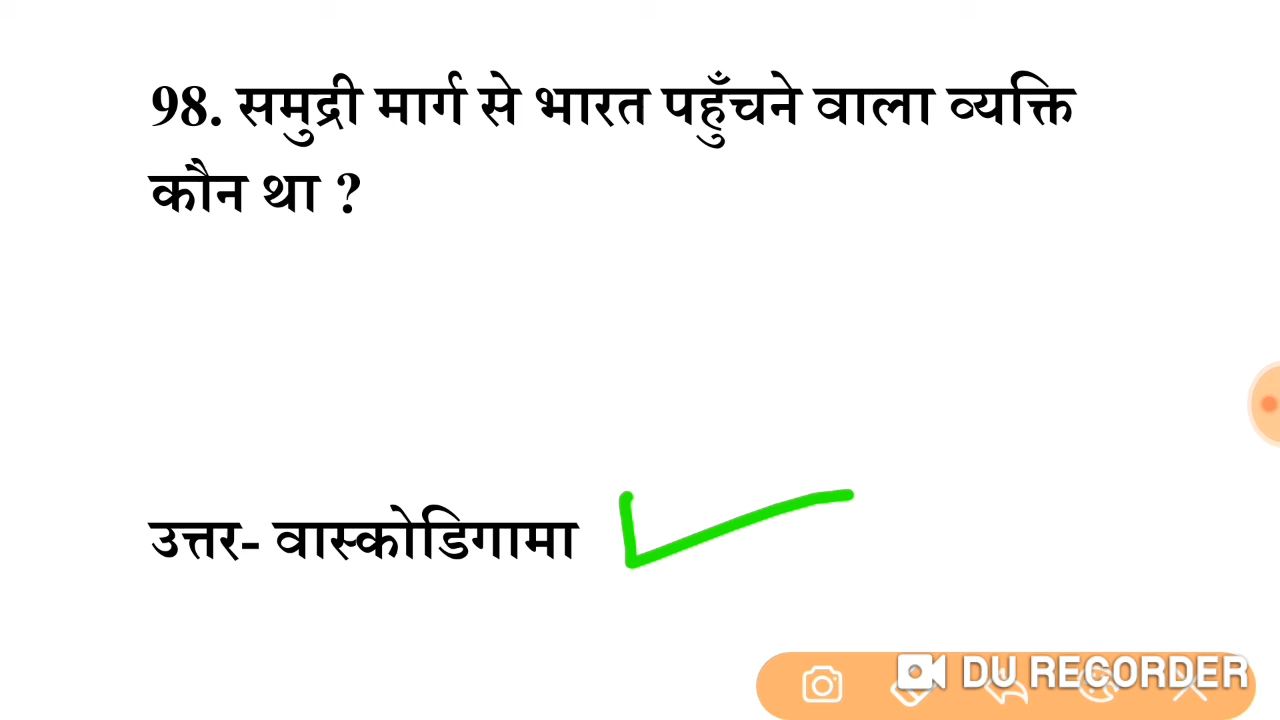 98. समुद्री मार्ग से भारत पहुँचने वाला व्यक्ति
कौन था ?
उत्तर- वास्कोडिगामा
DU RECORDER